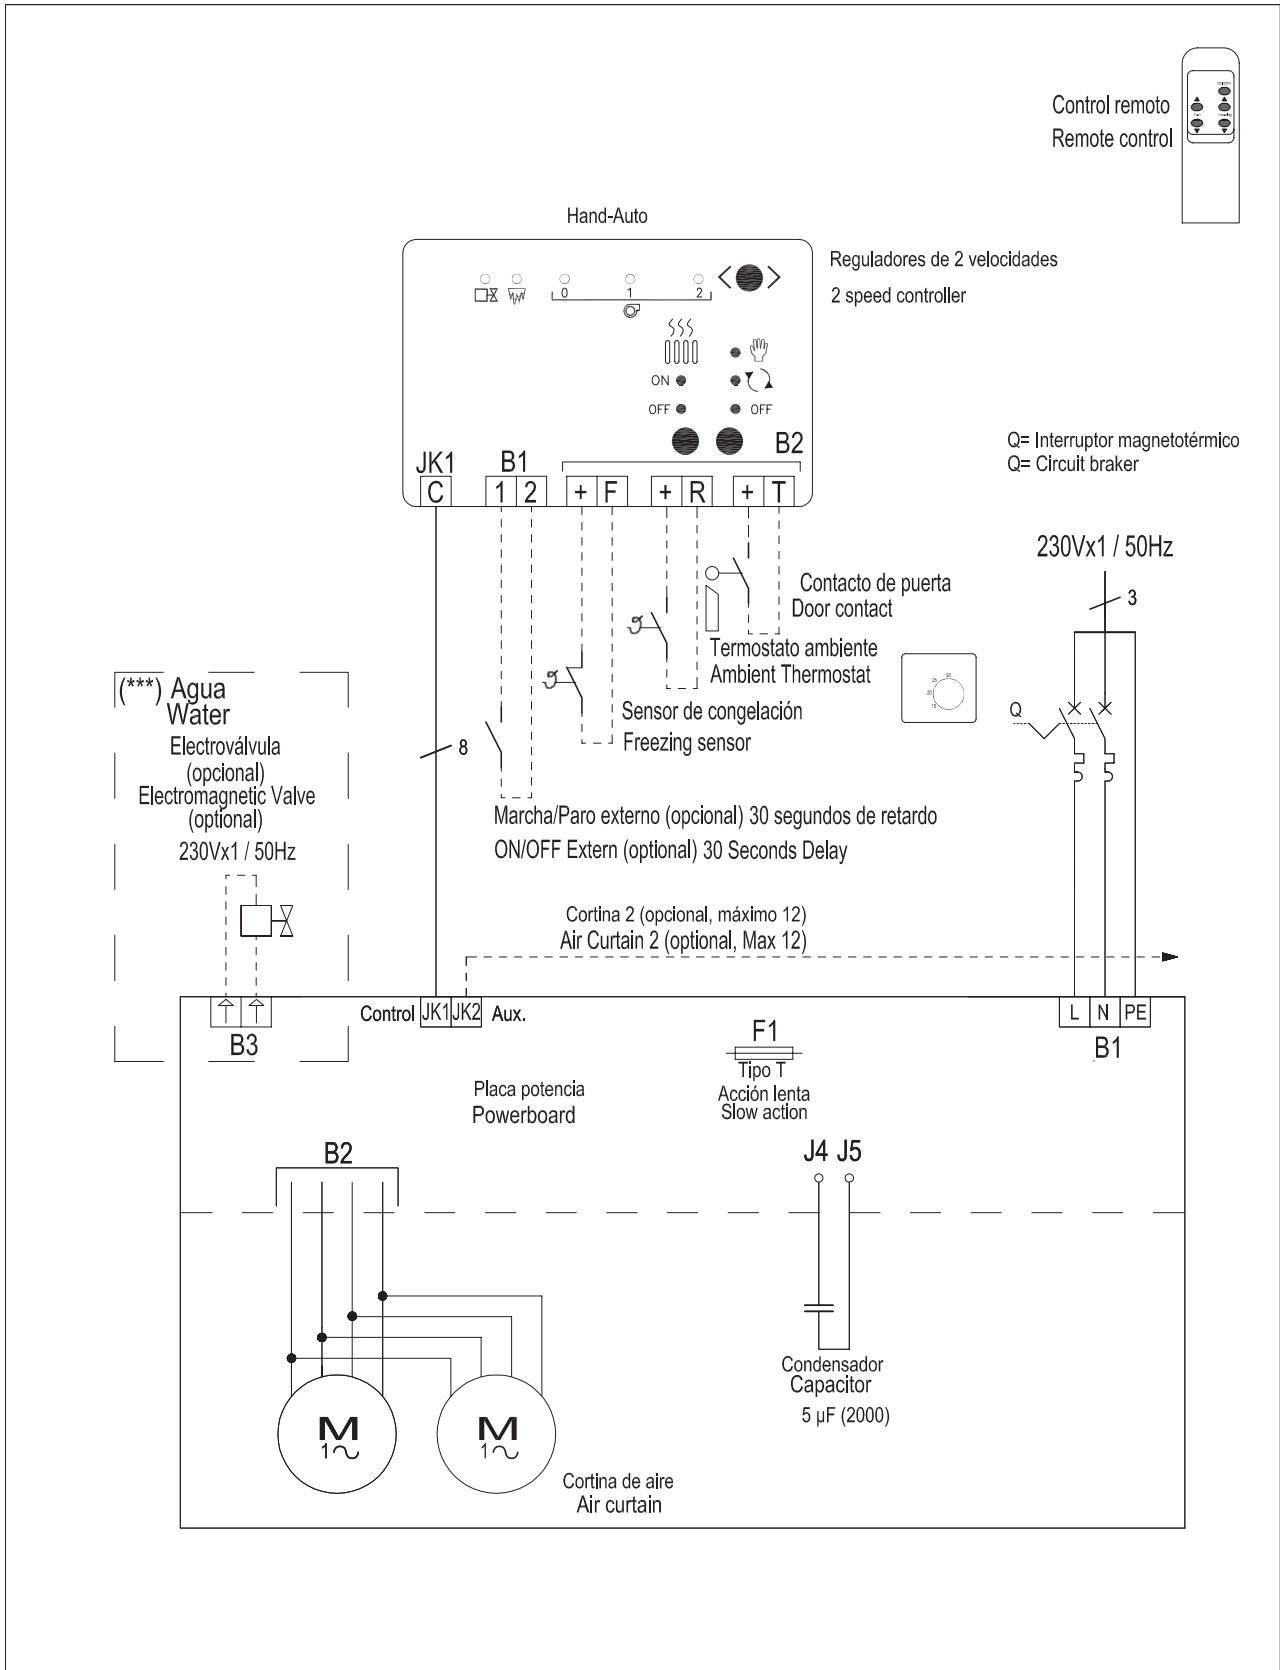 Control remoto
Remote control
Hand-Auto
Reguladores de 2 velocidades
2 speed controller
0 1 2
ON
OFF
OFF
B2
JK1
B1
C
1 2
+ F
+ R
+ T
Q= Interruptor magnetotérmico
Q= Circuit braker
230Vx1 / 50Hz
3
Contacto de puerta
Door contact
Termostato ambiente
Ambient Thermostat
15
20
25
30
Q
Sensor de congelación
Freezing sensor
8
(***) Agua
Water
Electroválvula
(opcional)
Electromagnetic Valve
(optional)
230Vx1 / 50Hz
Marcha/Paro externo (opcional) 30 segundos de retardo
ON/OFF Extern (optional) 30 Seconds Delay
Cortina 2 (opcional, máximo 12)
Air Curtain 2 (optional, Max 12)
B3
Control JK1 JK2 Aux.
L N PE
B1
F1
Tipo T
Acción lenta
Slow action
Placa potencia
Powerboard
B2
J4 J5
Condensador
Capacitor
5 µF (2000)
M
1
M
1
Cortina de aire
Air curtain